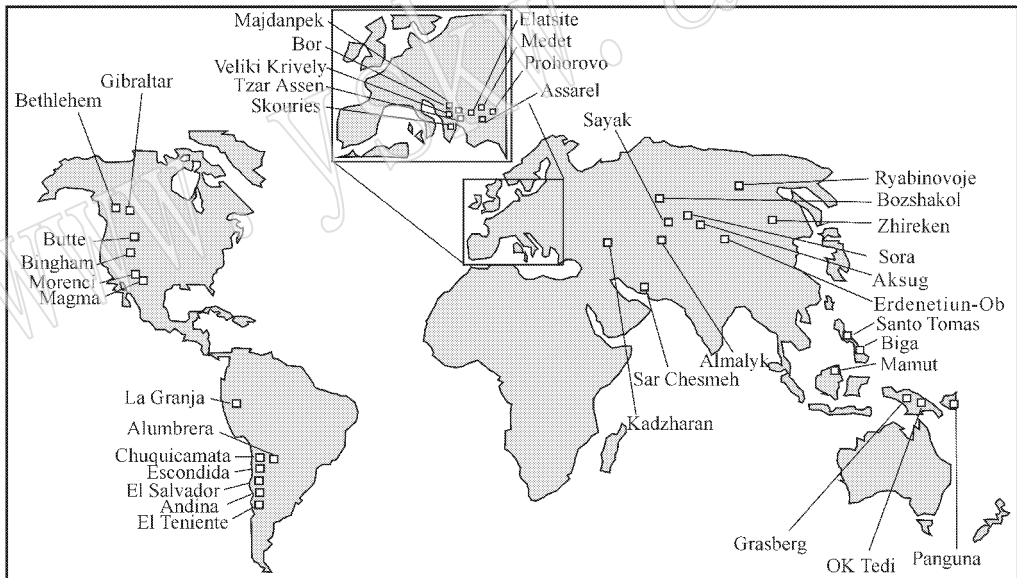 Majdanpek
Bor
Veliki Krively
Tzar Assen
Skouries
Elatsite
Medet
Prohorovo
Assarel
Gibraltar
Bethlehem
Butte
Bingham
Morenci
Magma
Sayak
Ryabinovoje
Bozshakol
Zhireken
Sora
Aksug
Erdenetiun-Ob
Santo Tomas
Biga
Mamut
Almalyk
Sar Chesmeh
Kadzharan
La Granja
Alumbrera
Chuquicamata
Escondida
El Salvador
Andina
El Teniente
Grasberg
OK Tedi
Panguna